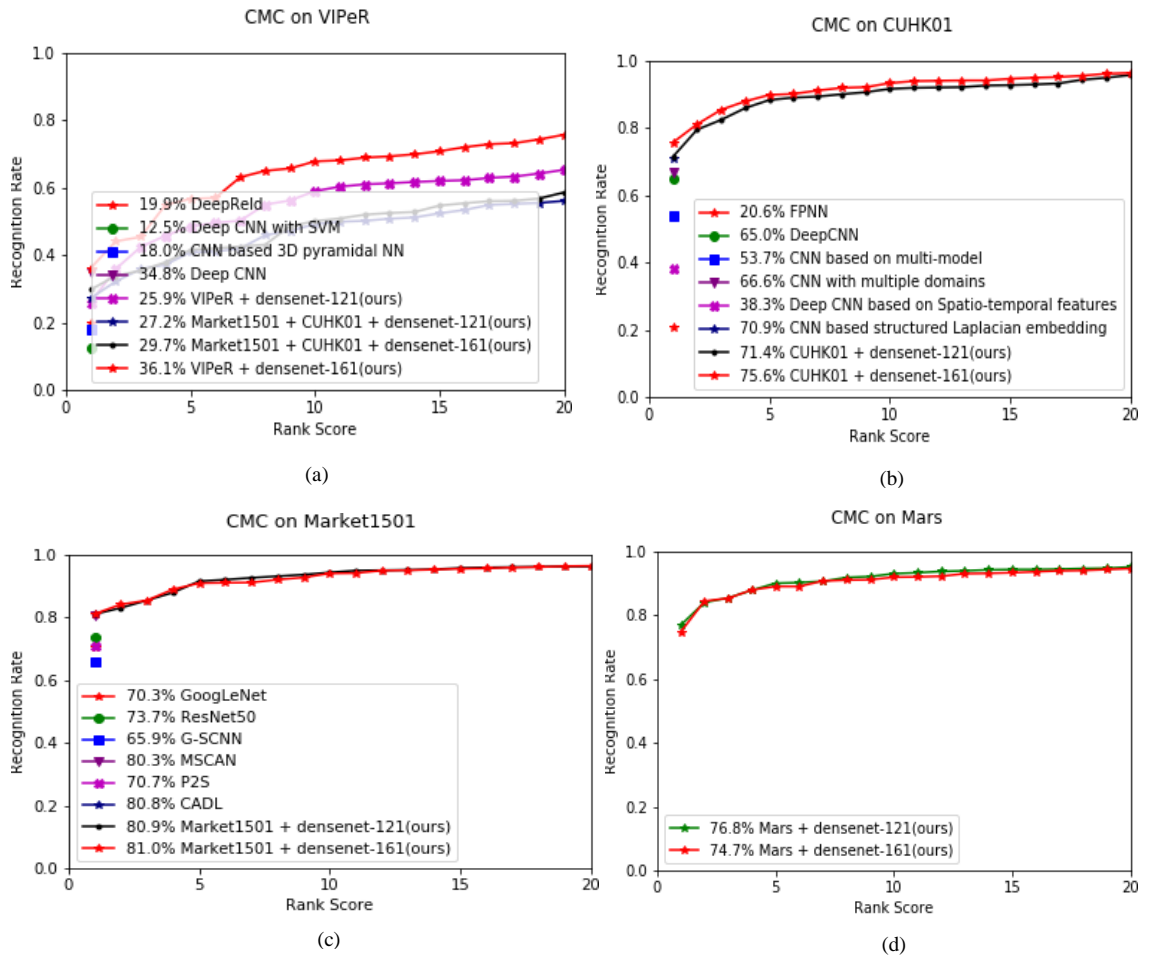 CMC on VIPeR
1.0
0.8
0.6
0.4
0.2
0.0
Recognition Rate
19.9% DeepReId
12.5% Deep CNN with SVM
18.0% CNN based 3D pyramidal NN
34.8% Deep CNN
25.9% VIPeR + densenet-121(ours)
27.2% Market1501 + CUHK01 + densenet-121(ours)
29.7% Market1501 + CUHK01 + densenet-161(ours)
36.1% VIPeR + densenet-161(ours)
0 5 10 15 20
Rank Score
(a)
CMC on CUHK01
1.0
0.8
0.6
0.4
0.2
0.0
Recognition Rate
20.6% FPNN
65.0% DeepCNN
53.7% CNN based on multi-model
66.6% CNN with multiple domains
38.3% Deep CNN based on Spatio-temporal features
70.9% CNN based structured Laplacian embedding
71.4% CUHK01 + densenet-121(ours)
75.6% CUHK01 + densenet-161(ours)
0 5 10 15 20
Rank Score
(b)
CMC on Market1501
1.0
0.8
0.6
0.4
0.2
0.0
Recognition Rate
70.3% GoogLeNet
73.7% ResNet50
65.9% G-SCNN
80.3% MSCAN
70.7% P2S
80.8% CADL
80.9% Market1501 + densenet-121(ours)
81.0% Market1501 + densenet-161(ours)
0 5 10 15 20
Rank Score
(c)
CMC on Mars
1.0
0.8
0.6
0.4
0.2
0.0
Recognition Rate
76.8% Mars + densenet-121(ours)
74.7% Mars + densenet-161(ours)
0 5 10 15 20
Rank Score
(d)